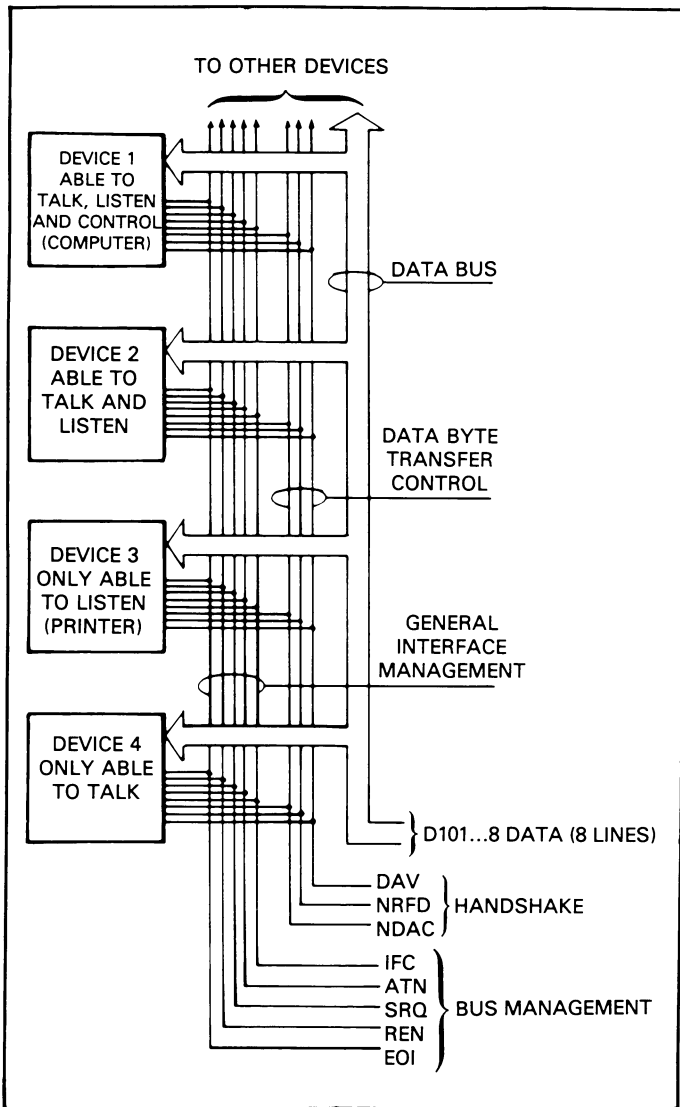 TO OTHER DEVICES
DEVICE 1
ABLE TO
TALK, LISTEN
AND CONTROL
(COMPUTER)
DATA BUS
DEVICE 2
ABLE TO
TALK AND
LISTEN
DATA BYTE
TRANSFER
CONTROL
DEVICE 3
ONLY ABLE
TO LISTEN
(PRINTER)
GENERAL
INTERFACE
MANAGEMENT
DEVICE 4
ONLY ABLE
TO TALK
D101...8 DATA (8 LINES)
DAV
NRFD
NDAC
HANDSHAKE
IFC
ATN
SRQ
REN
EOI
BUS MANAGEMENT